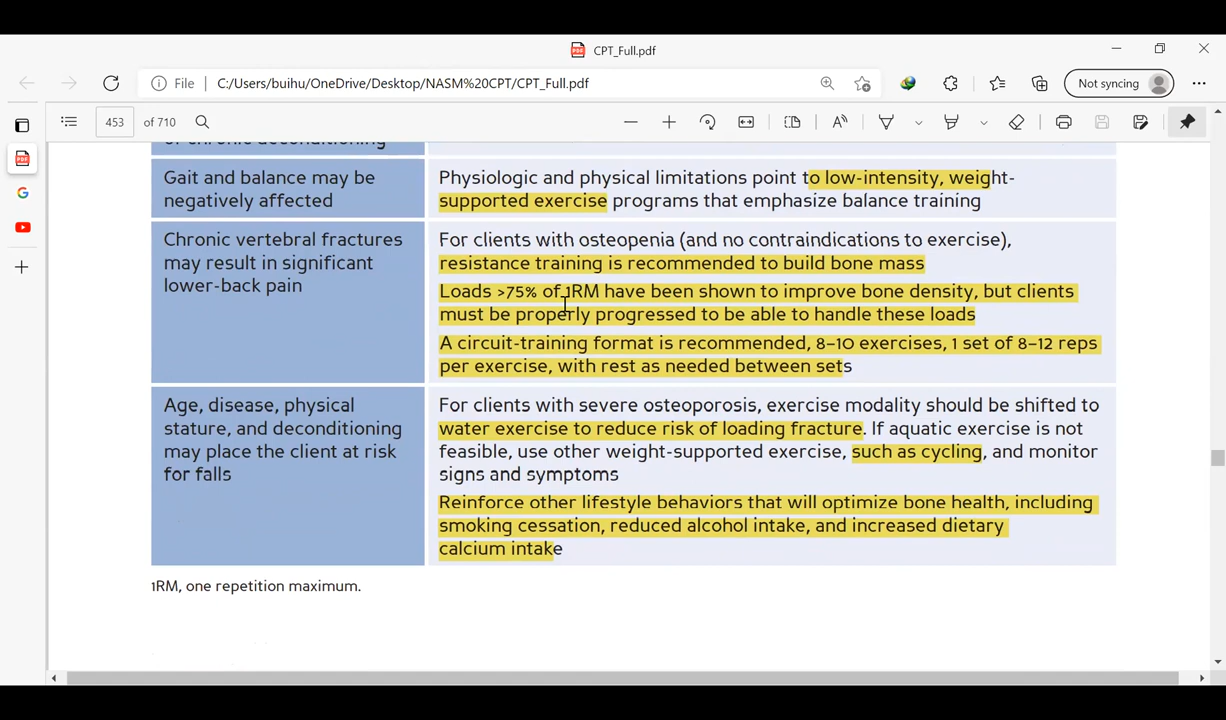 CPT_Full.pdf
File
C:/Users/buihu/OneDrive/Desktop/NASM%20CPT/CPT_Full.pdf
Not syncing
453 of 710
Gait and balance may be
negatively affected
Physiologic and physical limitations point to low-intensity, weight-
supported exercise programs that emphasize balance training
Chronic vertebral fractures
may result in significant
lower-back pain
For clients with osteopenia (and no contraindications to exercise),
resistance training is recommended to build bone mass
Loads >75% of 1RM have been shown to improve bone density, but clients
must be properly progressed to be able to handle these loads
A circuit-training format is recommended, 8–10 exercises, 1 set of 8–12 reps
per exercise, with rest as needed between sets
Age, disease, physical
stature, and deconditioning
may place the client at risk
for falls
For clients with severe osteoporosis, exercise modality should be shifted to
water exercise to reduce risk of loading fracture. If aquatic exercise is not
feasible, use other weight-supported exercise, such as cycling, and monitor
signs and symptoms
Reinforce other lifestyle behaviors that will optimize bone health, including
smoking cessation, reduced alcohol intake, and increased dietary
calcium intake
1RM, one repetition maximum.